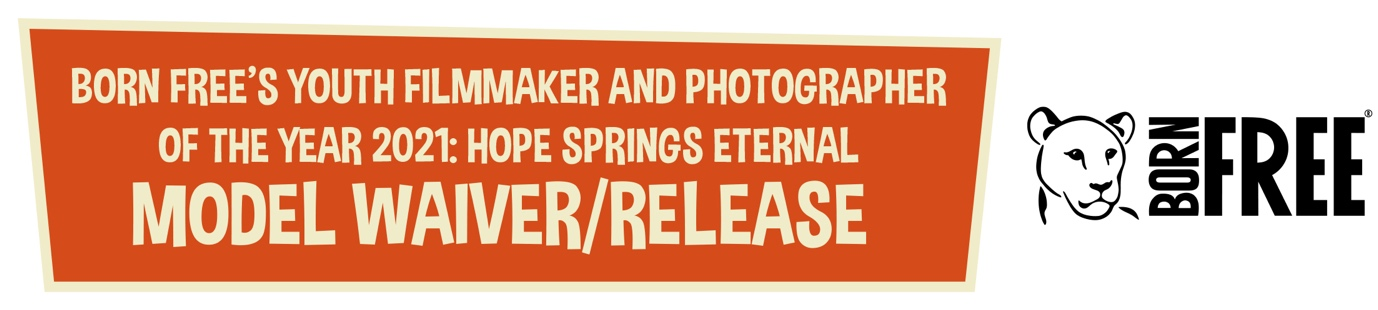 BORN FREE'S YOUTH FILMMAKER AND PHOTOGRAPHER
OF THE YEAR 2021: HOPE SPRINGS ETERNAL
MODEL WAIVER/RELEASE
BORN FREE®